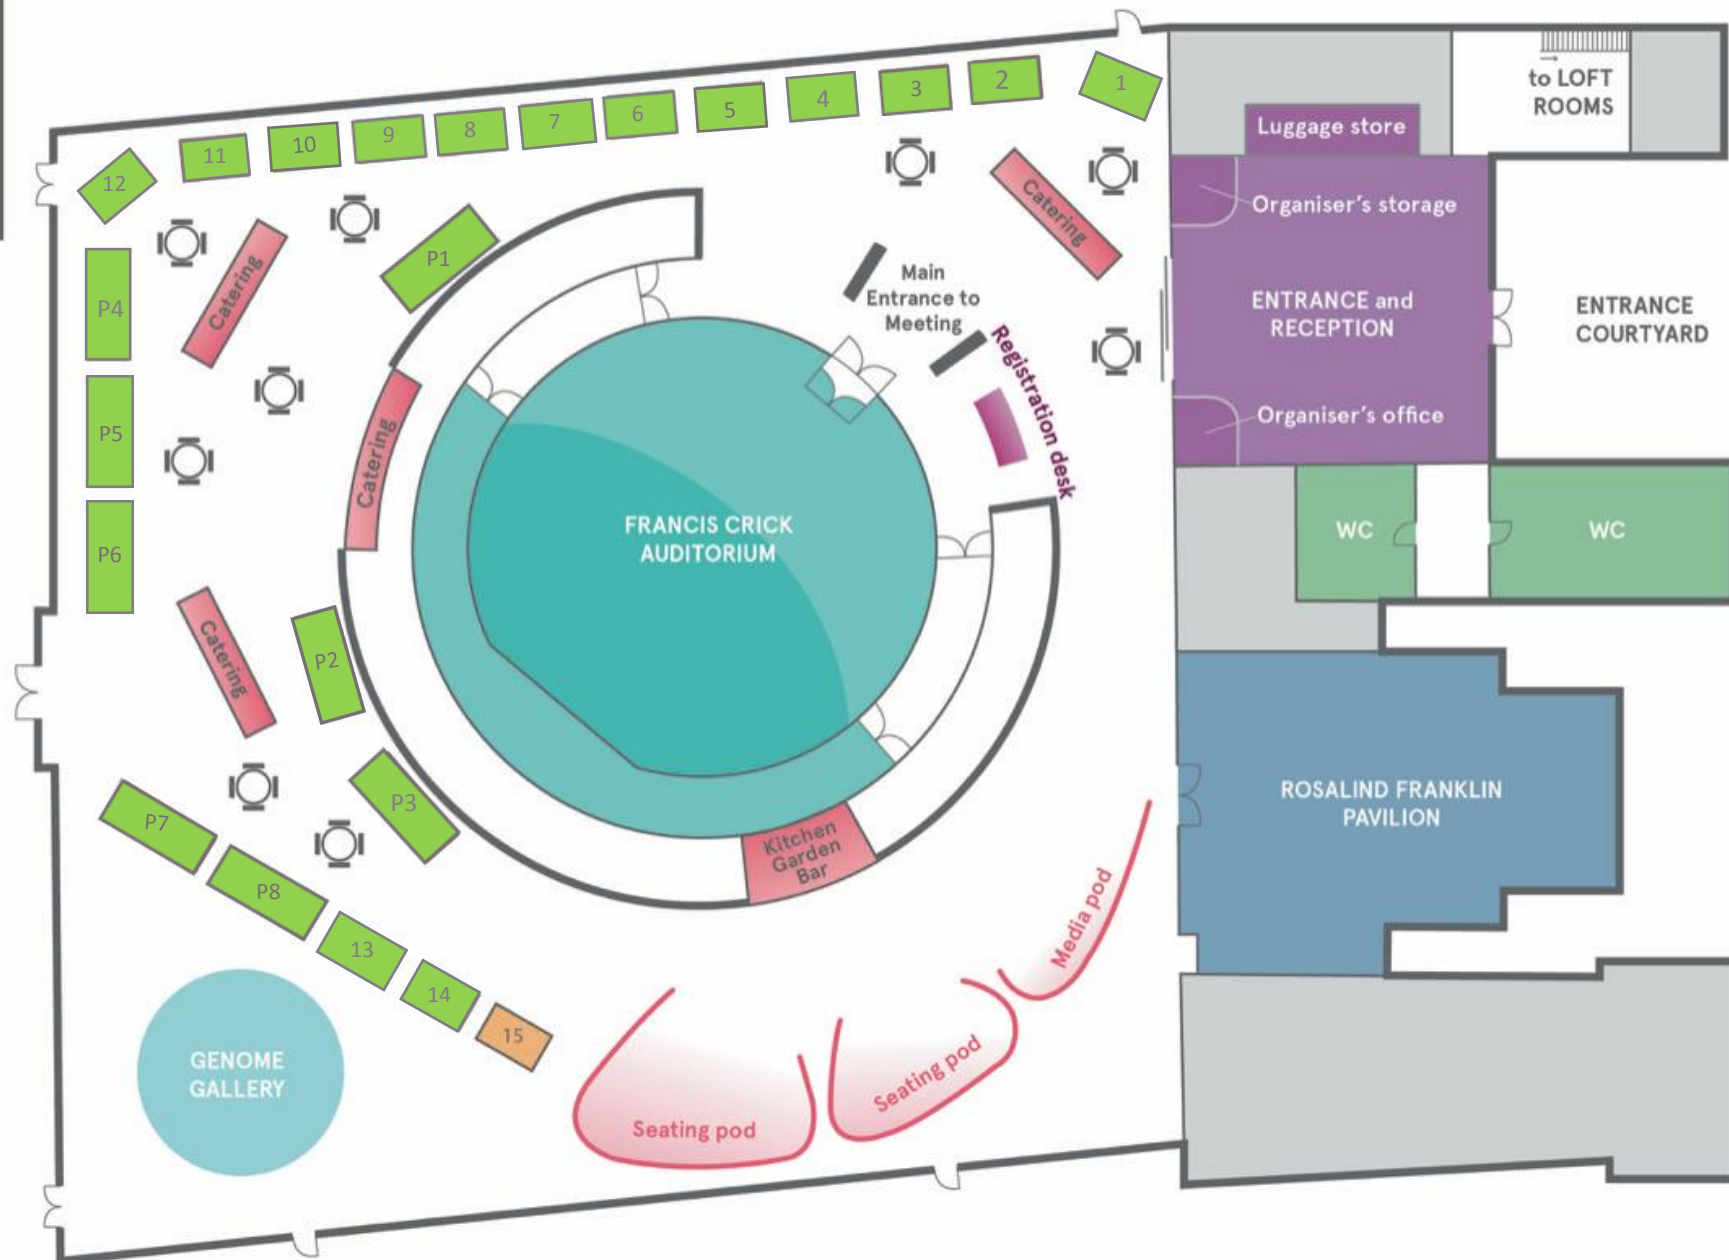 1
2
3
4
5
6
7
8
9
10
11
12
to LOFT
ROOMS
Luggage store
Organiser's storage
ENTRANCE and
RECEPTION
ENTRANCE
COURTYARD
Organiser's office
WC
WC
Catering
Main
Entrance to
Meeting
Registration desk
P1
Catering
P4
P5
P6
Catering
FRANCIS CRICK
AUDITORIUM
Catering
P2
P3
P7
P8
13
14
15
Kitchen
Garden
Bar
ROSALIND FRANKLIN
PAVILION
Media pod
Seating pod
Seating pod
GENOME
GALLERY